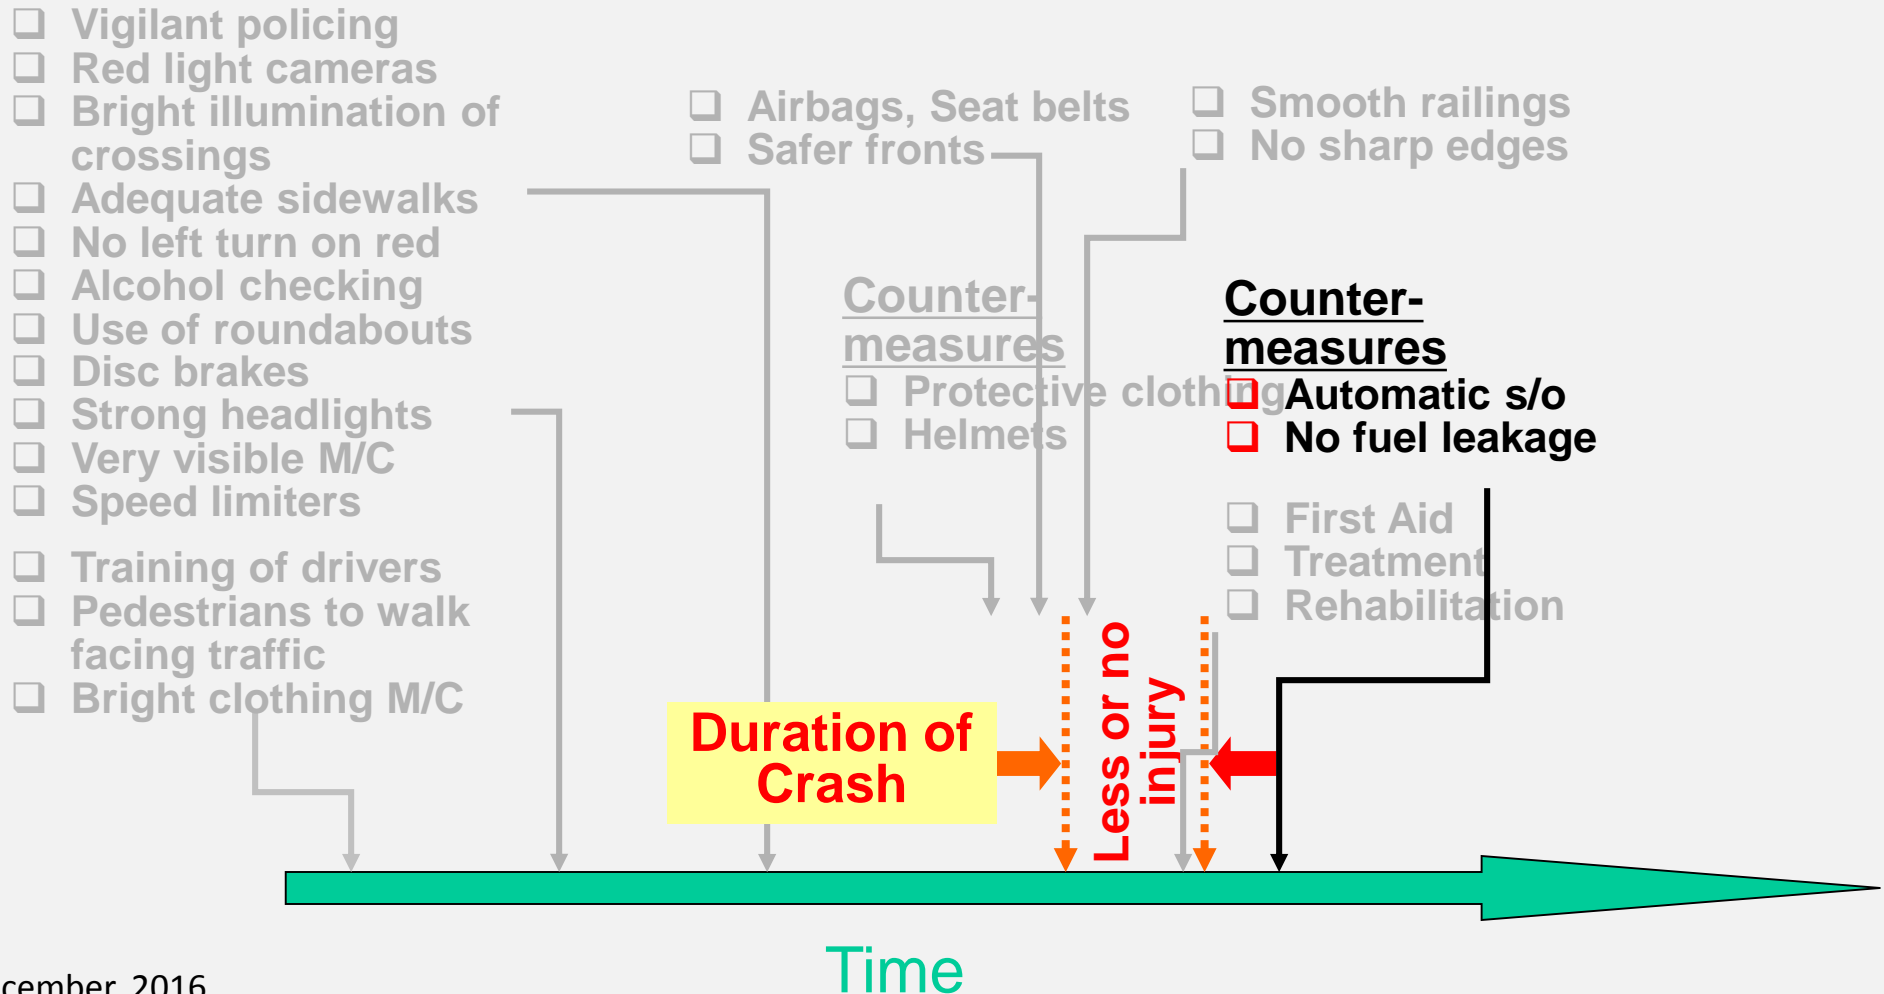 Vigilant policing
Red light cameras
Bright illumination of
crossings
Adequate sidewalks
No left turn on red
Alcohol checking
Use of roundabouts
Disc brakes
Strong headlights
Very visible M/C
Speed limiters
Training of drivers
Pedestrians to walk
facing traffic
Bright clothing M/C
Airbags, Seat belts
Safer fronts
Smooth railings
No sharp edges
Counter-
measures
Protective clothing
Helmets
Counter-
measures
Automatic s/o
No fuel leakage
First Aid
Treatment
Rehabilitation
Duration of
Crash
Less or no
injury
Time
cember, 2016